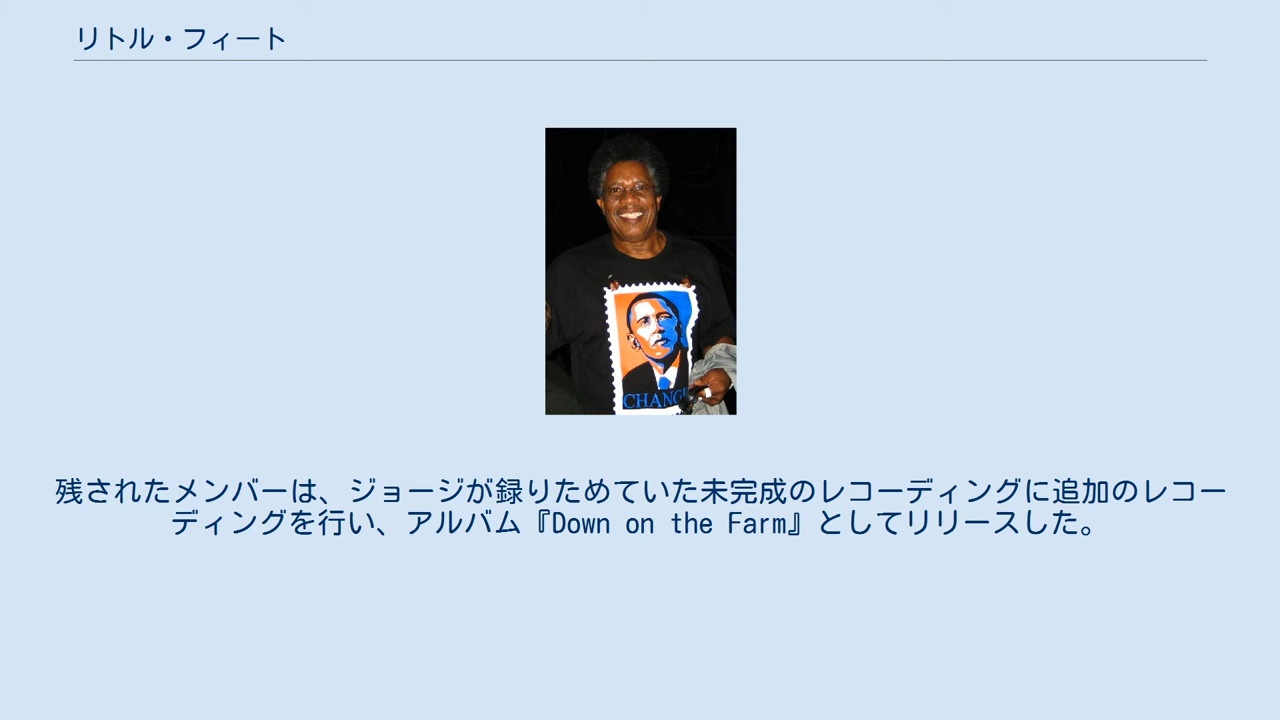 リトル・フィート
CHANG
残されたメンバーは、ジョージが録りためていた未完成のレコーディングに追加のレコー
ディングを行い、アルバム『Down on the Farm』としてリリースした。